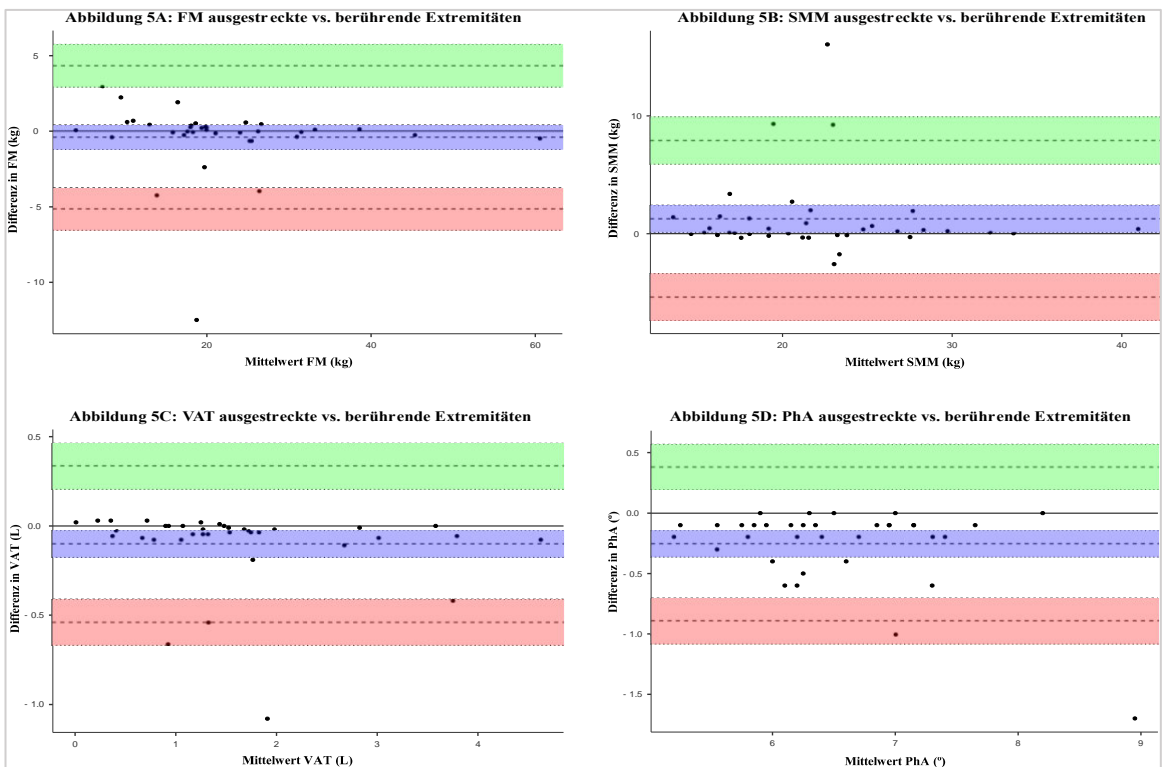 Abbildung 5A: FM ausgestreckte vs. berührende Extremitäten
5
0
- 5
- 10
Differenz in FM (kg)
20
40
60
Mittelwert FM (kg)
Abbildung 5B: SMM ausgestreckte vs. berührende Extremitäten
10
0
Differenz in SMM (kg)
20
30
40
Mittelwert SMM (kg)
Abbildung 5C: VAT ausgestreckte vs. berührende Extremitäten
0.5
0.0
- 0.5
- 1.0
Differenz in VAT (L)
0
1
2
3
4
Mittelwert VAT (L)
Abbildung 5D: PhA ausgestreckte vs. berührende Extremitäten
0.5
0.0
- 0.5
- 1.0
- 1.5
Differenz in PhA (°)
6
7
8
9
Mittelwert PhA (°)